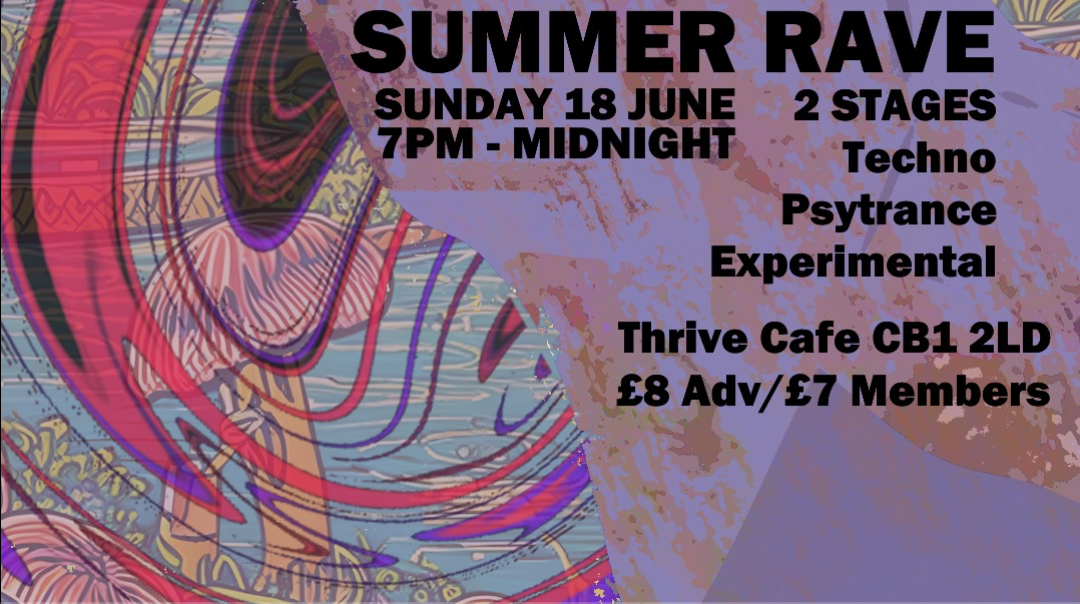 SUMMER RAVE
SUNDAY 18 JUNE
7PM - MIDNIGHT
2 STAGES
Techno
Psytrance
Experimental
Thrive Cafe CB1 2LD
£8 Adv/£7 Members